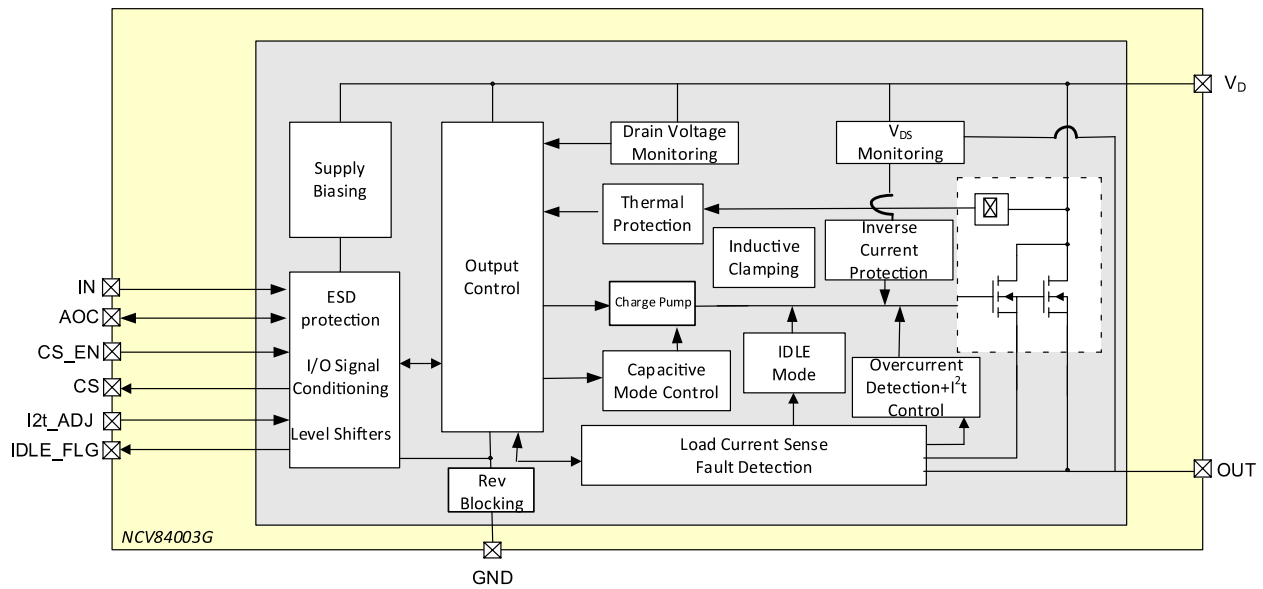 V_D
Drain Voltage
Monitoring
V_DS
Monitoring
Supply
Biasing
Thermal
Protection
Inductive
Clamping
Inverse
Current
Protection
Output
Control
IN
AOC
CS_EN
CS
I2t_ADJ
IDLE_FLG
ESD
protection
I/O Signal
Conditioning
Level Shifters
Charge Pump
Capacitive
Mode Control
IDLE
Mode
Overcurrent
Detection+I²t
Control
Load Current Sense
Fault Detection
Rev
Blocking
OUT
NCV84003G
GND